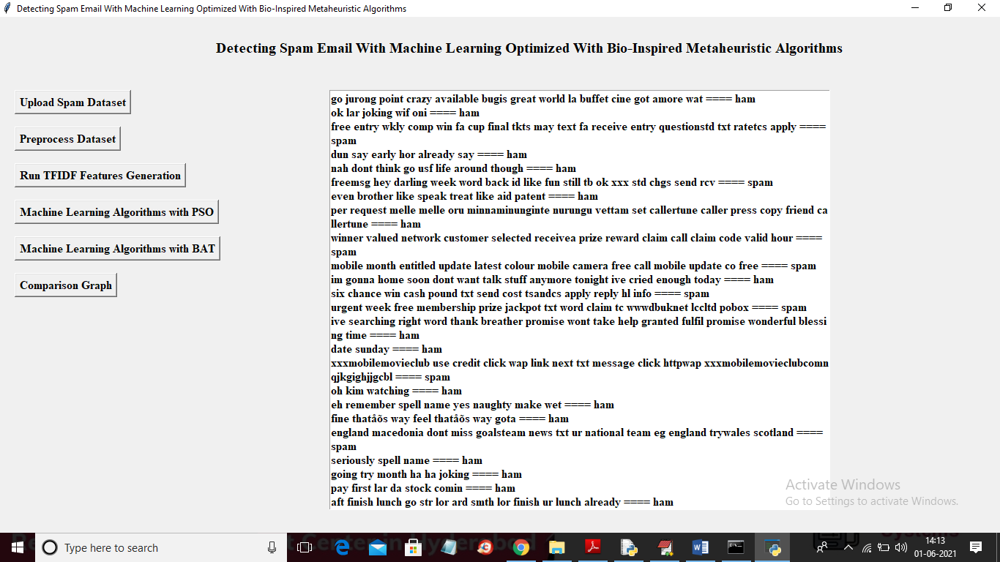 Detecting Spam Email With Machine Learning Optimized With Bio-Inspired Metaheuristic Algorithms
Detecting Spam Email With Machine Learning Optimized With Bio-Inspired Metaheuristic Algorithms
Upload Spam Dataset
Preprocess Dataset
Run TFIDF Features Generation
Machine Learning Algorithms with PSO
Machine Learning Algorithms with BAT
Comparison Graph
go jurong point crazy available bugis great world la buffet cine got amore wat ==== ham
ok lar joking wif oni ==== ham
free entry wkly comp win fa cup final tkts may text fa receive entry questionstd txt ratetcs apply ====
spam
dun say early hor already say ==== ham
nah dont think go usf life around though ==== ham
freemsg hey darling week word back id like fun still tb ok xxx std chgs send rcv ==== spam
even brother like speak treat like aid patent ==== ham
per request melle melle oru minnaminunginte nurungu vettam set callertune caller press copy friend ca
llertune ==== ham
winner valued network customer selected receivea prize reward claim call claim code valid hour ====
spam
mobile month entitled update latest colour mobile camera free call mobile update co free ==== spam
im gonna home soon dont want talk stuff anymore tonight ive cried enough today ==== ham
six chance win cash pound txt send cost tsandcs apply reply hl info ==== spam
urgent week free membership prize jackpot txt word claim tc wwwdbuknet lccltd pobox ==== spam
ive searching right word thank breather promise wont take help granted fulfil promise wonderful blessi
ng time ==== ham
date sunday ==== ham
xxxmobilemovieclub use credit click wap link next txt message click httpwap xxxmobilemovieclubcomn
qjkgighjjgcbl ==== spam
oh kim watching ==== ham
eh remember spell name yes naughty make wet ==== ham
fine thatåõs way feel thatåõs way gota ==== ham
england macedonia dont miss goalsteam news txt ur national team eg england trywales scotland ====
spam
seriously spell name ==== ham
going try month ha ha joking ==== ham
pay first lar da stock comin ==== ham
aft finish lunch go str lor ard smth lor finish ur lunch already ==== ham
Activate Windows
Go to Settings to activate Windows.
Type here to search
14:13
01-06-2021